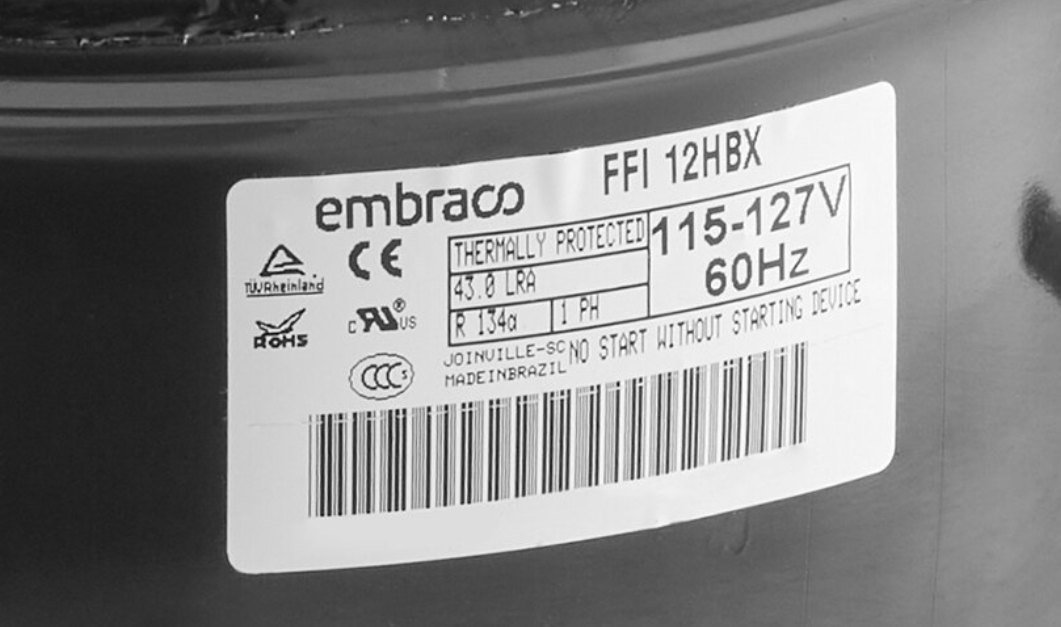 FFI 12HBX
embraco
THERMALLY PROTECTED
115-127V
60Hz
43.0 LRA
R 134a
1 PH
TÜVRheinland
CE
RoHS
c RU ® US
CCC S
JOINVILLE-SC
MADEINBRAZIL
NO START WITHOUT STARTING DEVICE